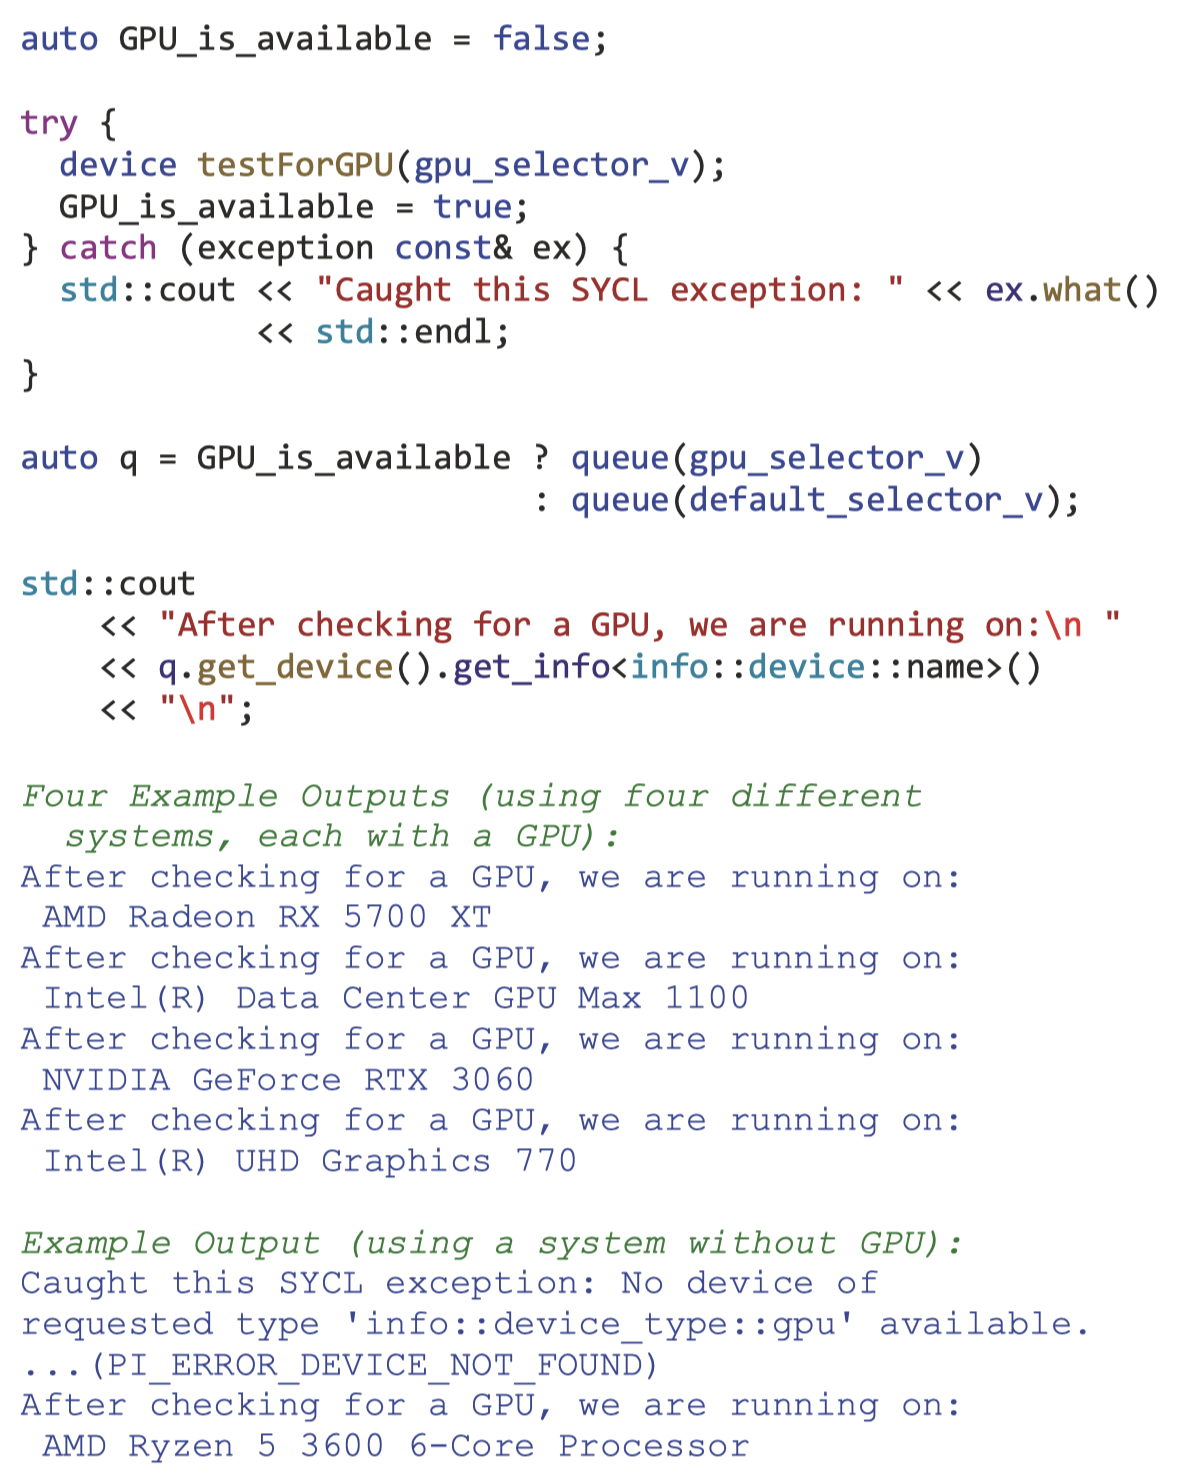 auto GPU_is_available = false;

try {
  device testForGPU(gpu_selector_v);
  GPU_is_available = true;
} catch (exception const& ex) {
  std::cout << "Caught this SYCL exception: " << ex.what()
            << std::endl;
}

auto q = GPU_is_available ? queue(gpu_selector_v)
                          : queue(default_selector_v);

std::cout
    << "After checking for a GPU, we are running on:\n "
    << q.get_device().get_info<info::device::name>()
    << "\n";

Four Example Outputs (using four different
  systems, each with a GPU):
After checking for a GPU, we are running on:
 AMD Radeon RX 5700 XT
After checking for a GPU, we are running on:
 Intel(R) Data Center GPU Max 1100
After checking for a GPU, we are running on:
 NVIDIA GeForce RTX 3060
After checking for a GPU, we are running on:
 Intel(R) UHD Graphics 770

Example Output (using a system without GPU):
Caught this SYCL exception: No device of
requested type 'info::device_type::gpu' available.
...(PI_ERROR_DEVICE_NOT_FOUND)
After checking for a GPU, we are running on:
 AMD Ryzen 5 3600 6-Core Processor